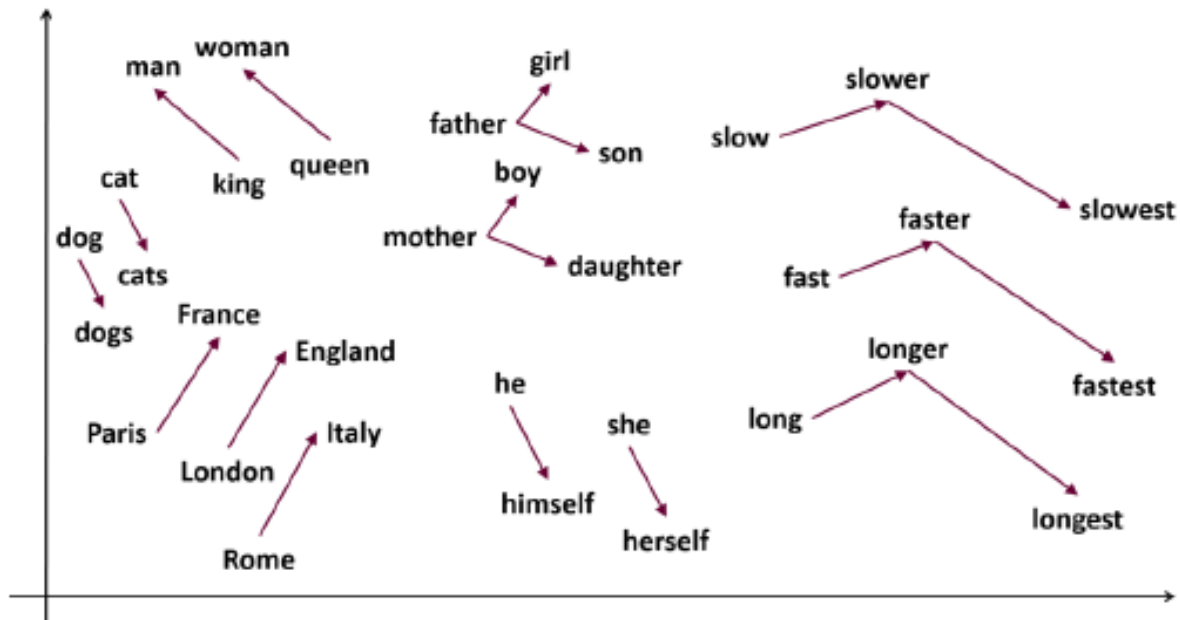 woman
man
girl
slower
father
slow
son
queen
boy
cat
king
slowest
faster
dog
mother
daughter
cats
fast
France
dogs
England
longer
he
fastest
long
she
Paris
Italy
London
himself
longest
herself
Rome